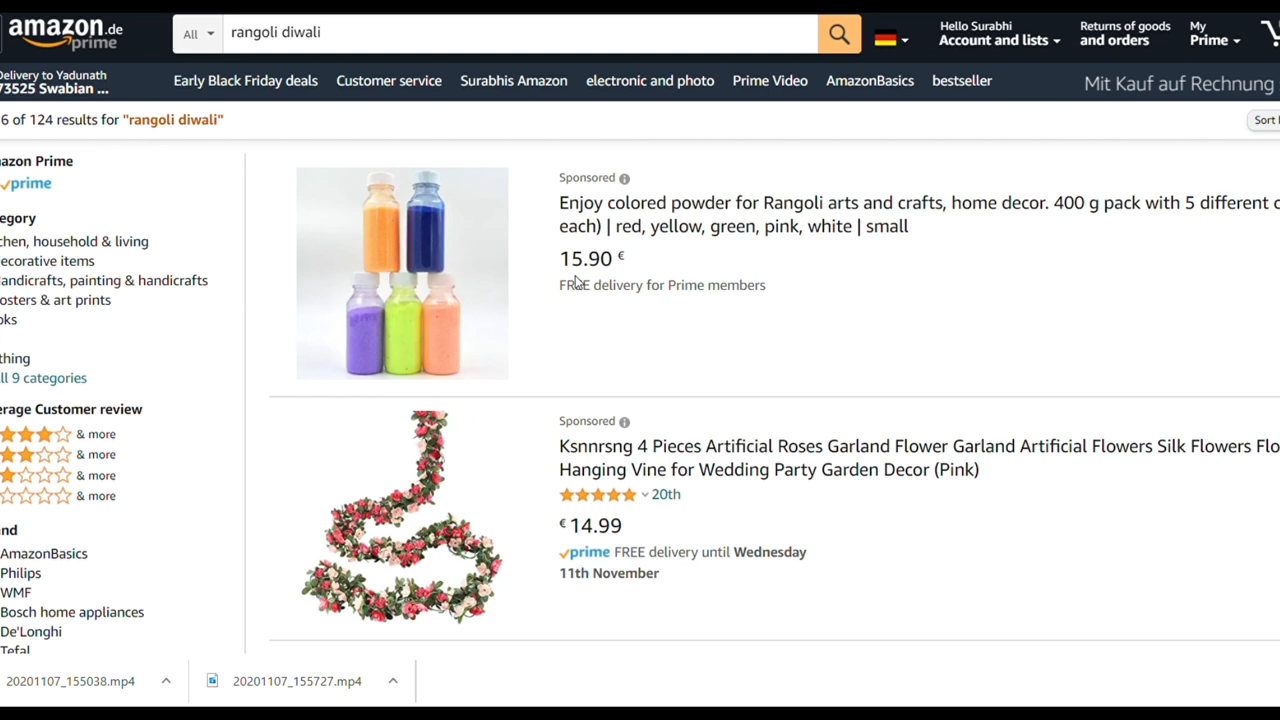 amazon.de
prime
All
rangoli diwali
Hello Surabhi
Account and lists
Returns of goods
and orders
My
Prime
Delivery to Yadunath
73525 Swabian ...
Early Black Friday deals
Customer service
Surabhis Amazon
electronic and photo
Prime Video
AmazonBasics
bestseller
Mit Kauf auf Rechnung
6 of 124 results for "rangoli diwali"
Sort
azon Prime
prime
egory
chen, household & living
ecorative items
andicrafts, painting & handicrafts
osters & art prints
oks
thing
ll 9 categories
erage Customer review
& more
& more
& more
& more
nd
AmazonBasics
Philips
WMF
Bosch home appliances
De'Longhi
Tefal
Sponsored
Enjoy colored powder for Rangoli arts and crafts, home decor. 400 g pack with 5 different c
each) | red, yellow, green, pink, white | small
15.90 €
FREE delivery for Prime members
Sponsored
Ksnnrsng 4 Pieces Artificial Roses Garland Flower Garland Artificial Flowers Silk Flowers Flo
Hanging Vine for Wedding Party Garden Decor (Pink)
20th
€ 14.99
prime FREE delivery until Wednesday
11th November
20201107_155038.mp4
20201107_155727.mp4